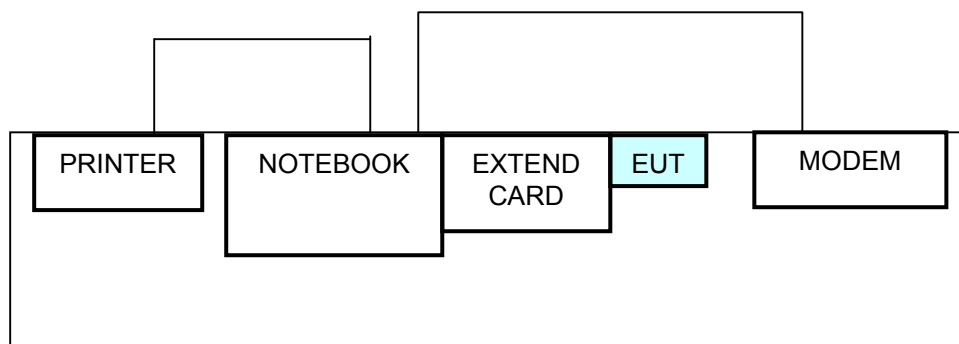 PRINTER
NOTEBOOK
EXTEND
CARD
EUT
MODEM